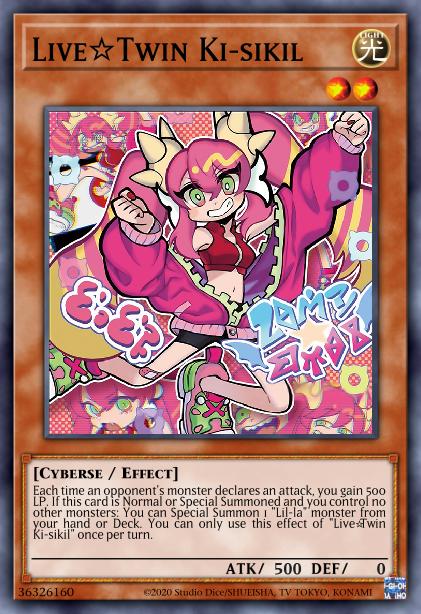 LIVE☆TWIN KI-SIKIL
LIGHT
光
[CYBERSE / EFFECT]
Each time an opponent's monster declares an attack, you gain 500
LP. If this card is Normal or Special Summoned and you control no
other monsters: You can Special Summon 1 "Lil-la" monster from
your hand or Deck. You can only use this effect of "Live☆Twin
Ki-sikil" once per turn.
ATK/ 500 DEF/ 0
36326160
©2020 Studio Dice/SHUEISHA, TV TOKYO, KONAMI